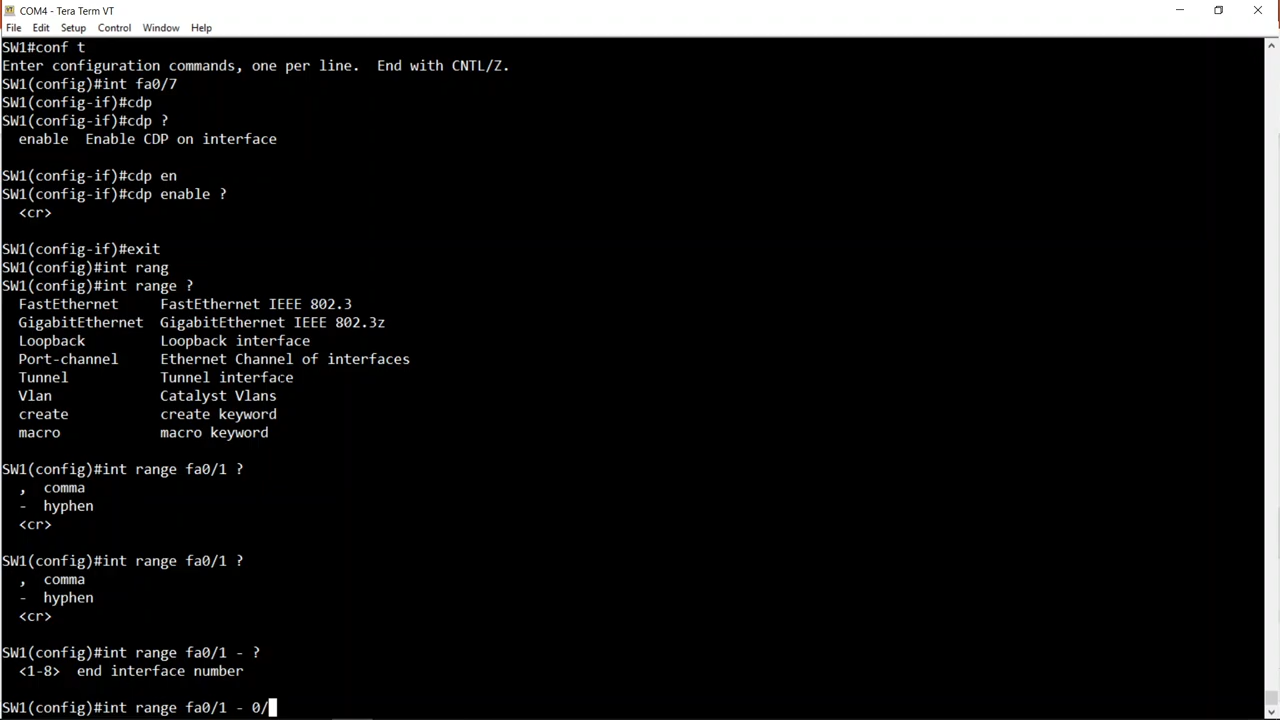 COM4 - Tera Term VT
File Edit Setup Control Window Help
SW1#conf t
Enter configuration commands, one per line.  End with CNTL/Z.
SW1(config)#int fa0/7
SW1(config-if)#cdp
SW1(config-if)#cdp ?
  enable  Enable CDP on interface
SW1(config-if)#cdp en
SW1(config-if)#cdp enable ?
  <cr>
SW1(config-if)#exit
SW1(config)#int rang
SW1(config)#int range ?
  FastEthernet     FastEthernet IEEE 802.3
  GigabitEthernet  GigabitEthernet IEEE 802.3z
  Loopback         Loopback interface
  Port-channel     Ethernet Channel of interfaces
  Tunnel           Tunnel interface
  Vlan             Catalyst Vlans
  create           create keyword
  macro            macro keyword
SW1(config)#int range fa0/1 ?
  ,  comma
  -  hyphen
  <cr>
SW1(config)#int range fa0/1 ?
  ,  comma
  -  hyphen
  <cr>
SW1(config)#int range fa0/1 - ?
  <1-8>  end interface number
SW1(config)#int range fa0/1 - 0/